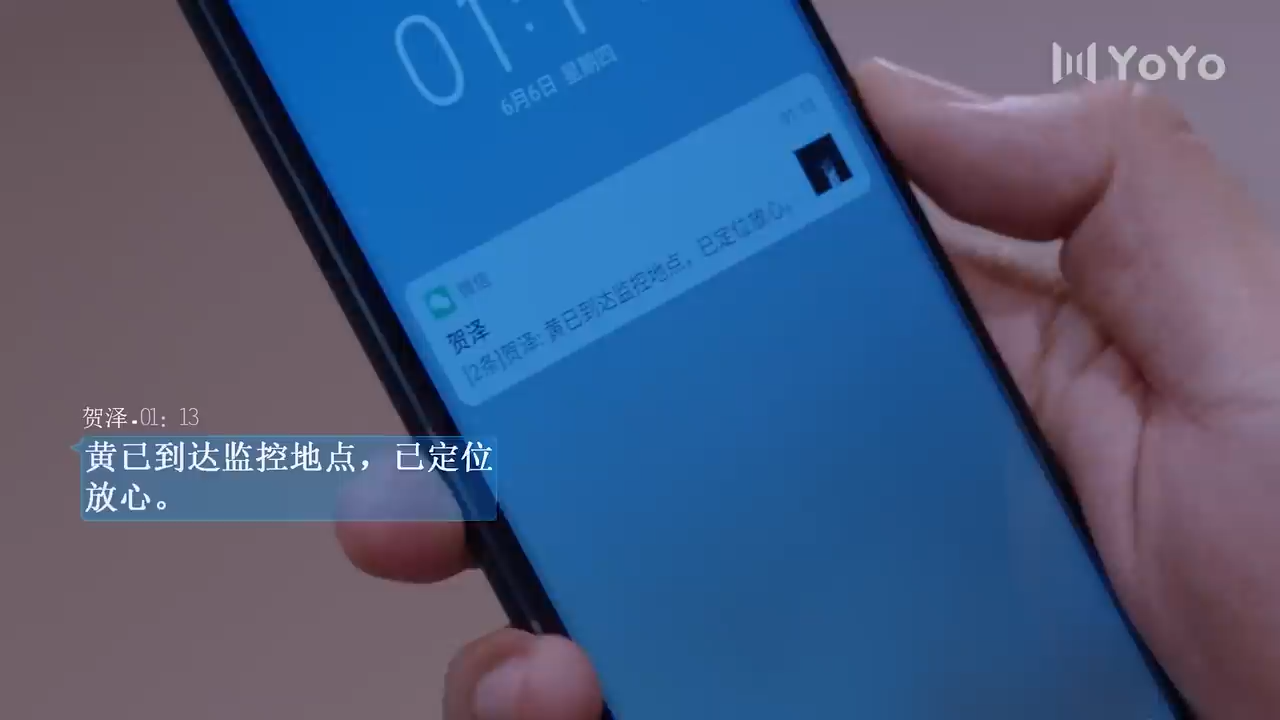 YoYo
6月6日 星期四
微信
贺泽
[2条]贺泽: 黄已到达监控地点，已定位放心。
贺泽.01: 13
黄已到达监控地点，已定位
放心。